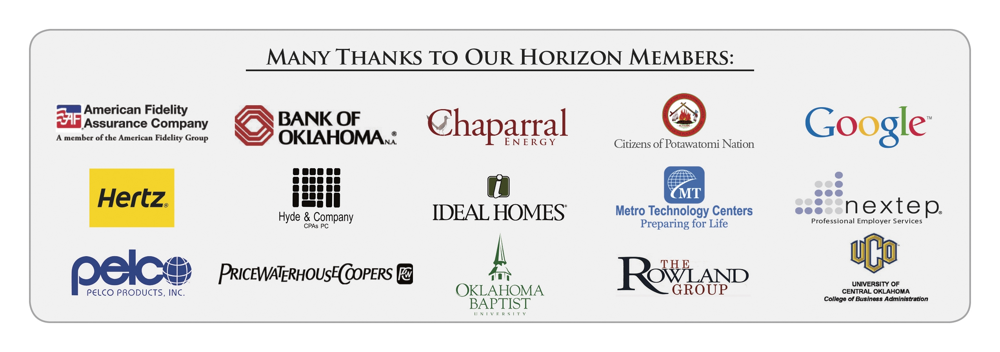 MANY THANKS TO OUR HORIZON MEMBERS:
AF American Fidelity
Assurance Company
A member of the American Fidelity Group
BANK OF
OKLAHOMA N.A.®
Chaparral
ENERGY
Citizens of Potawatomi Nation
Google™
Hertz®
Hyde & Company
CPAs PC
i
IDEAL HOMES®
MT
Metro Technology Centers
Preparing for Life
nextep®
Professional Employer Services
pelco
PELCO PRODUCTS, INC.
PRICEWATERHOUSECOOPERS PwC
OKLAHOMA
BAPTIST
UNIVERSITY
THE
ROWLAND
GROUP
UCO™
UNIVERSITY OF
CENTRAL OKLAHOMA
College of Business Administration